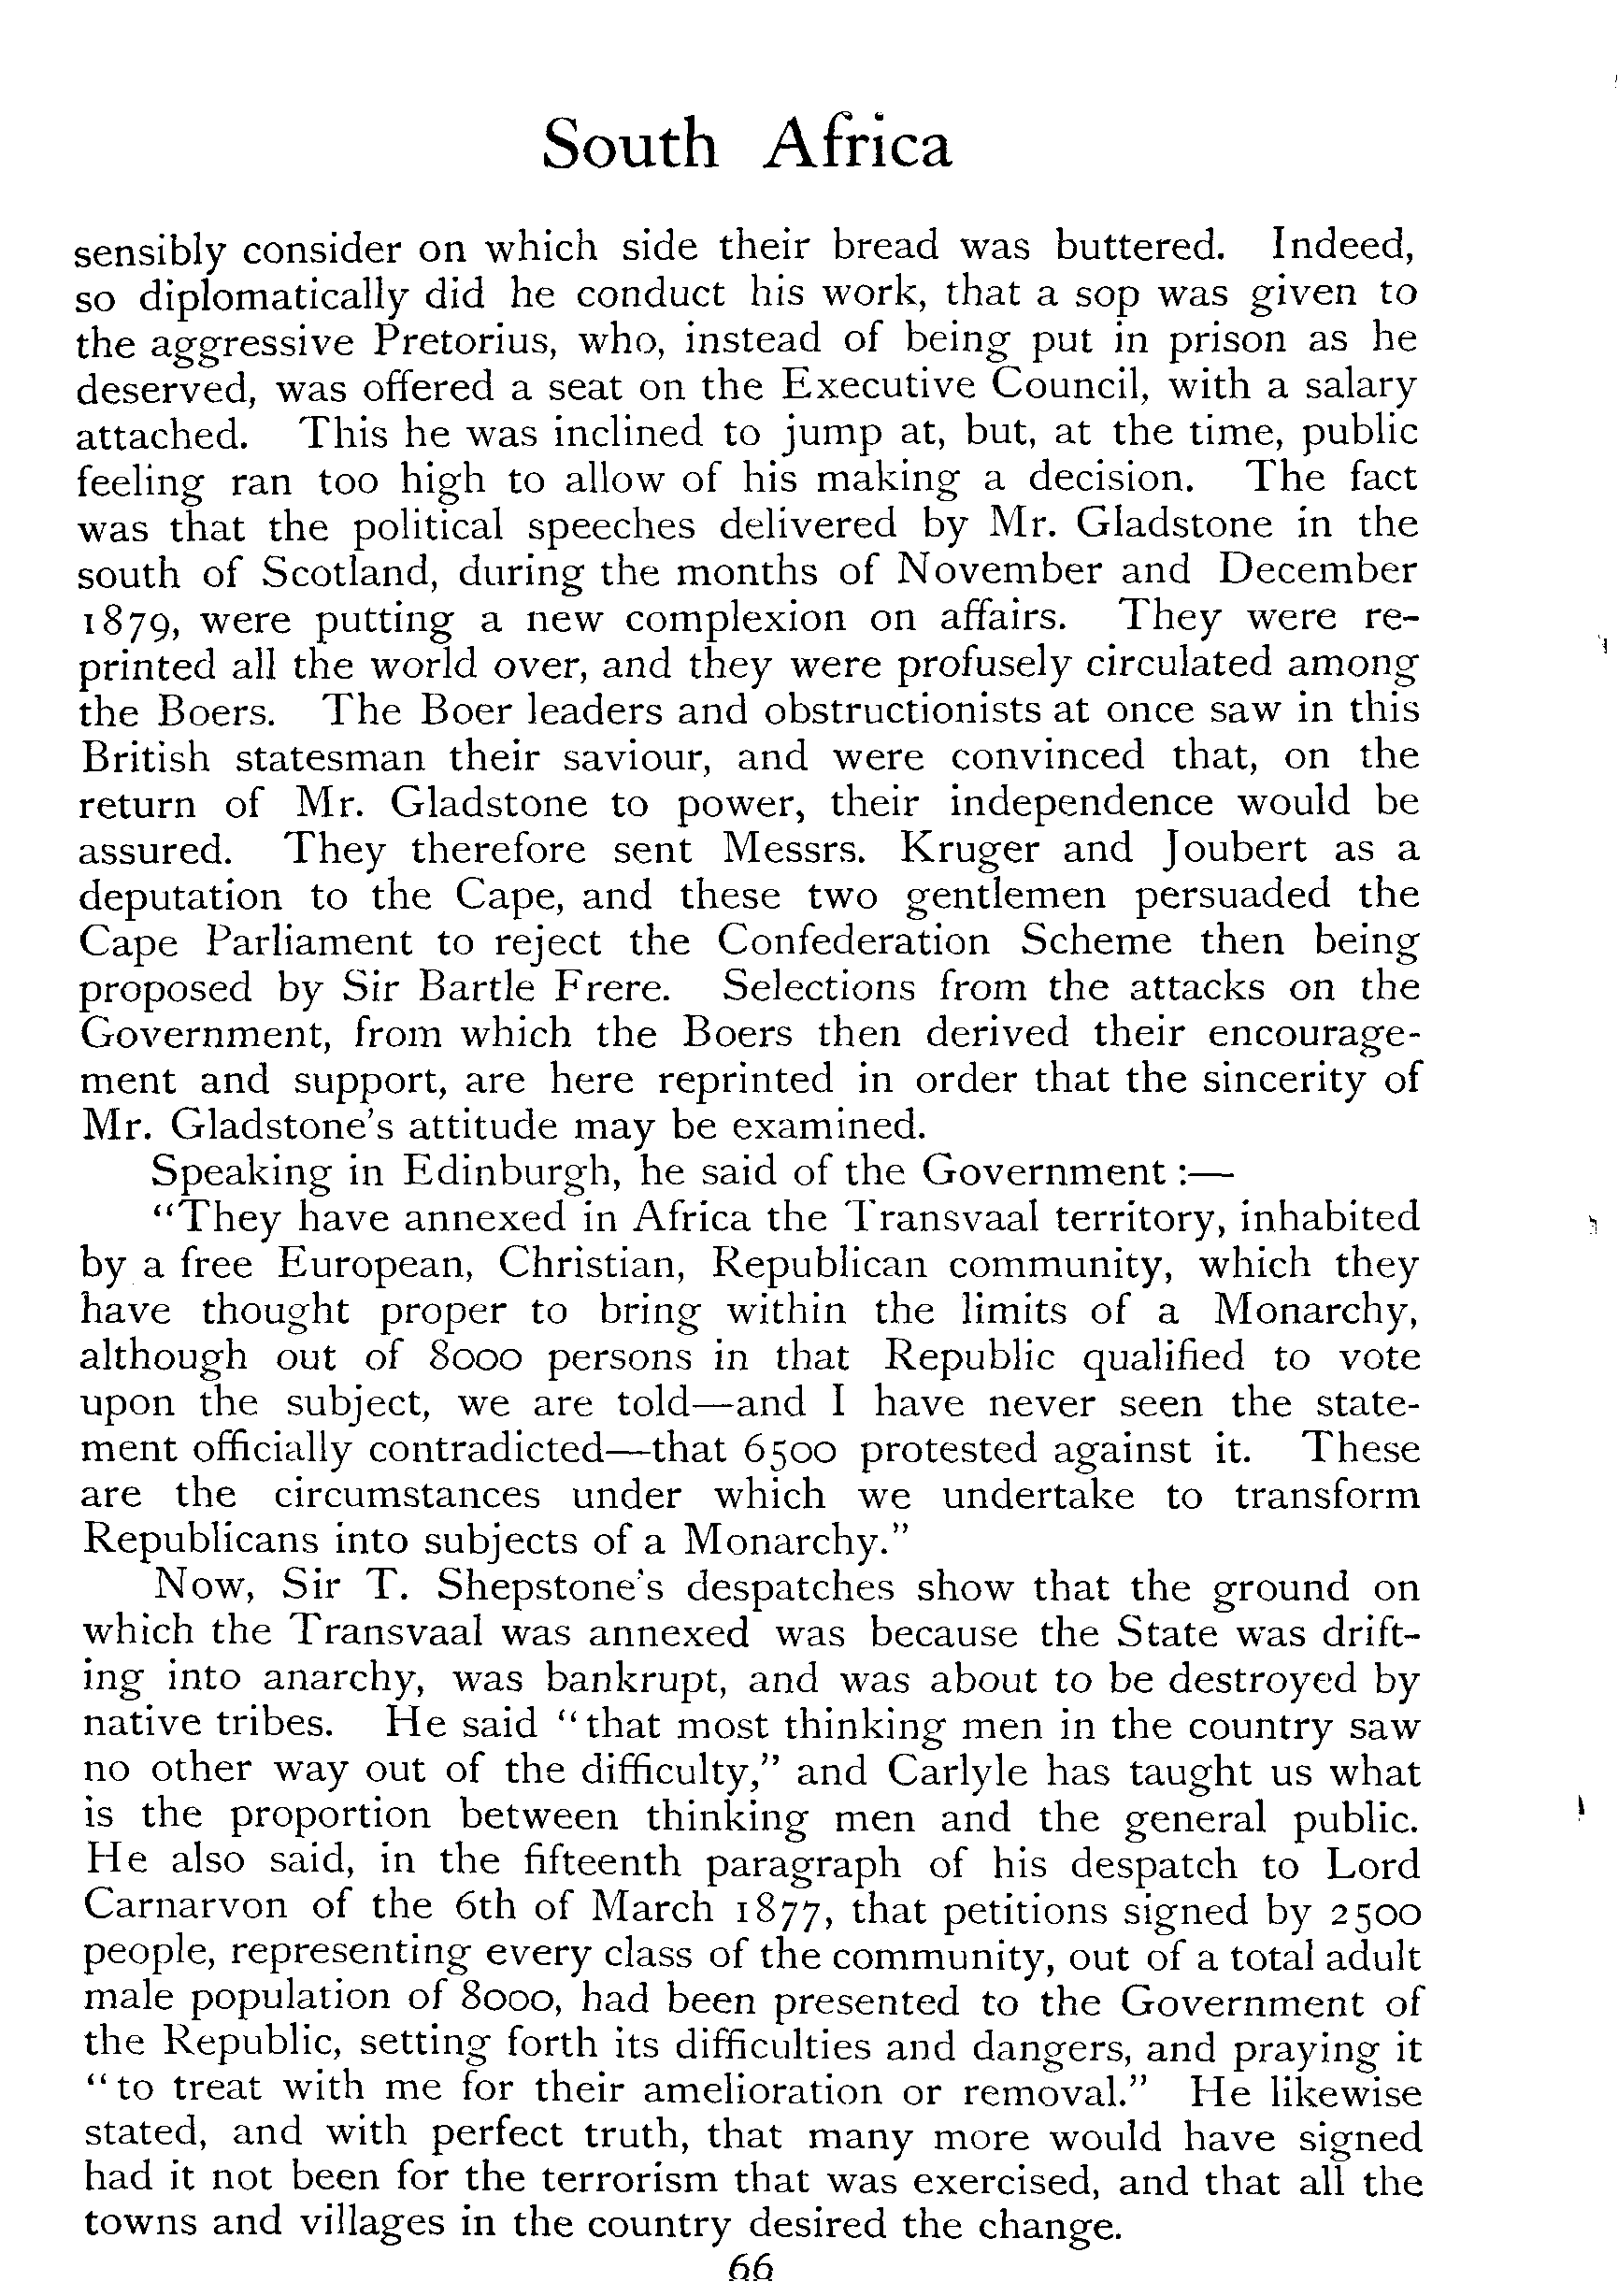 South Africa
sensibly consider on which side their bread was buttered. Indeed,
so diplomatically did he conduct his work, that a sop was given to
the aggressive Pretorius, who, instead of being put in prison as he
deserved, was offered a seat on the Executive Council, with a salary
attached. This he was inclined to jump at, but, at the time, public
feeling ran too high to allow of his making a decision. The fact
was that the political speeches delivered by Mr. Gladstone in the
south of Scotland, during the months of November and December
1879, were putting a new complexion on affairs. They were re-
printed all the world over, and they were profusely circulated among
the Boers. The Boer leaders and obstructionists at once saw in this
British statesman their saviour, and were convinced that, on the
return of Mr. Gladstone to power, their independence would be
assured. They therefore sent Messrs. Kruger and Joubert as a
deputation to the Cape, and these two gentlemen persuaded the
Cape Parliament to reject the Confederation Scheme then being
proposed by Sir Bartle Frere. Selections from the attacks on the
Government, from which the Boers then derived their encourage-
ment and support, are here reprinted in order that the sincerity of
Mr. Gladstone's attitude may be examined.
Speaking in Edinburgh, he said of the Government :—
"They have annexed in Africa the Transvaal territory, inhabited
by a free European, Christian, Republican community, which they
have thought proper to bring within the limits of a Monarchy,
although out of 8000 persons in that Republic qualified to vote
upon the subject, we are told—and I have never seen the state-
ment officially contradicted—that 6500 protested against it. These
are the circumstances under which we undertake to transform
Republicans into subjects of a Monarchy."
Now, Sir T. Shepstone's despatches show that the ground on
which the Transvaal was annexed was because the State was drift-
ing into anarchy, was bankrupt, and was about to be destroyed by
native tribes. He said "that most thinking men in the country saw
no other way out of the difficulty," and Carlyle has taught us what
is the proportion between thinking men and the general public.
He also said, in the fifteenth paragraph of his despatch to Lord
Carnarvon of the 6th of March 1877, that petitions signed by 2500
people, representing every class of the community, out of a total adult
male population of 8000, had been presented to the Government of
the Republic, setting forth its difficulties and dangers, and praying it
"to treat with me for their amelioration or removal." He likewise
stated, and with perfect truth, that many more would have signed
had it not been for the terrorism that was exercised, and that all the
towns and villages in the country desired the change.
66